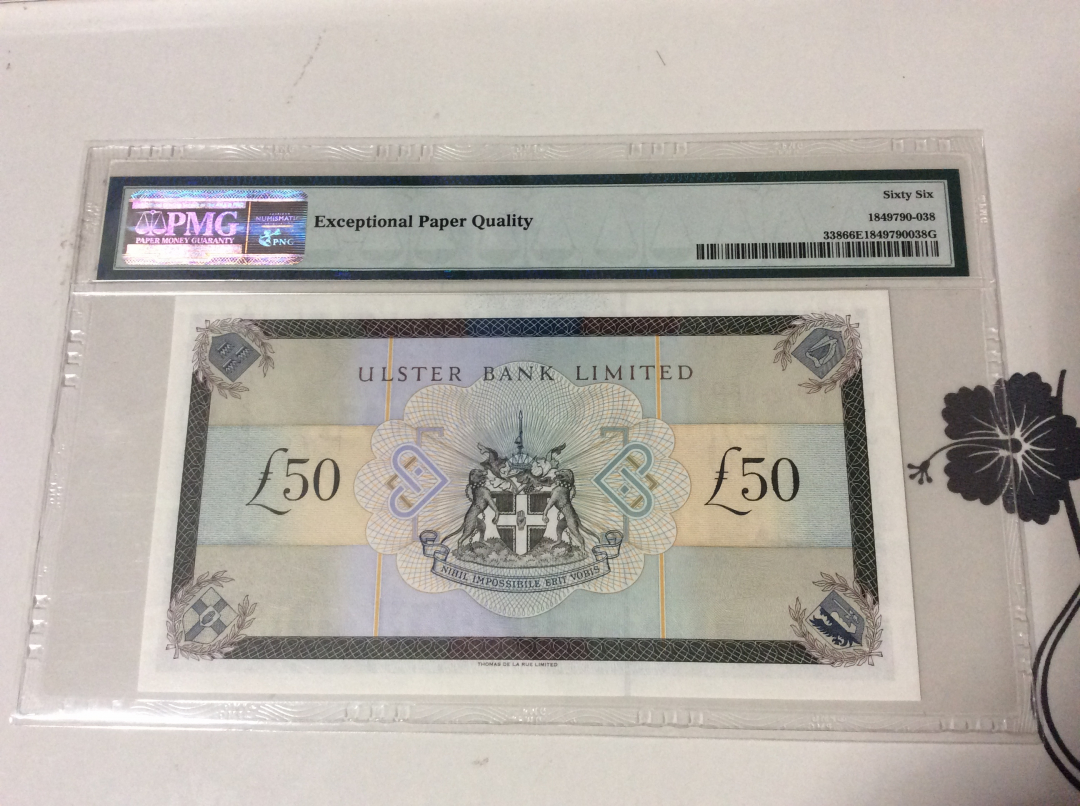 PMG
PAPER MONEY GUARANTY
PNG
Exceptional Paper Quality
Sixty Six
1849790-038
33866E1849790038G
ULSTER BANK LIMITED
£50
£50
NIHIL IMPOSSIBILE ERIT VOBIS
THOMAS DE LA RUE LIMITED